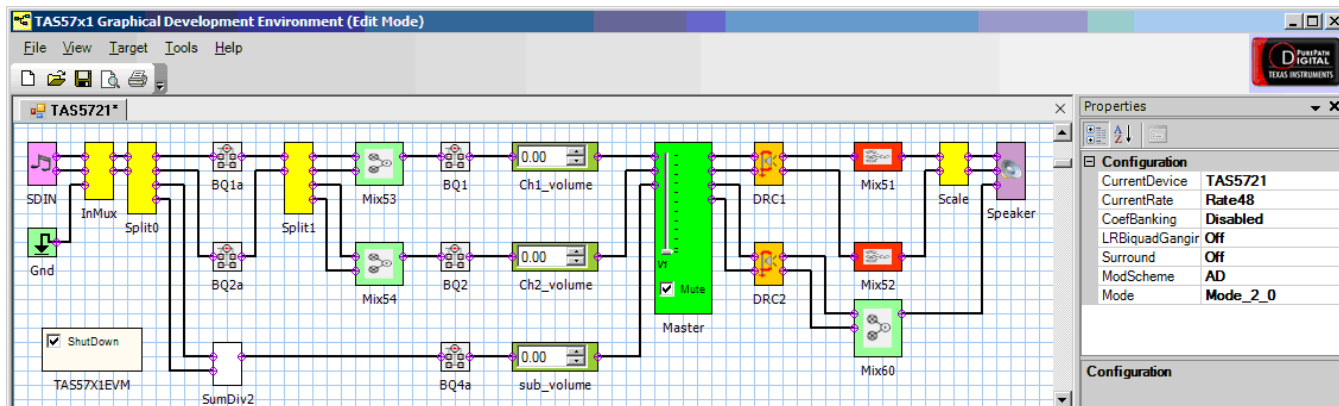 TAS57x1 Graphical Development Environment (Edit Mode)
File View Target Tools Help
PUREPATH
DIGITAL
TEXAS INSTRUMENTS
TAS5721*
Properties
A
Z
Configuration
CurrentDevice TAS5721
CurrentRate Rate48
CoefBanking Disabled
LRBiquadGangir Off
Surround Off
ModScheme AD
Mode Mode_2_0
Configuration
SDIN
InMux
Split0
BQ1a
Split1
Mix53
BQ1
0.00
Ch1_volume
DRC1
Mix51
Scale
Speaker
Gnd
BQ2a
Mix54
BQ2
0.00
Ch2_volume
V1
Mute
Master
DRC2
Mix52
Mix60
ShutDown
TAS57X1EVM
SumDiv2
BQ4a
0.00
sub_volume